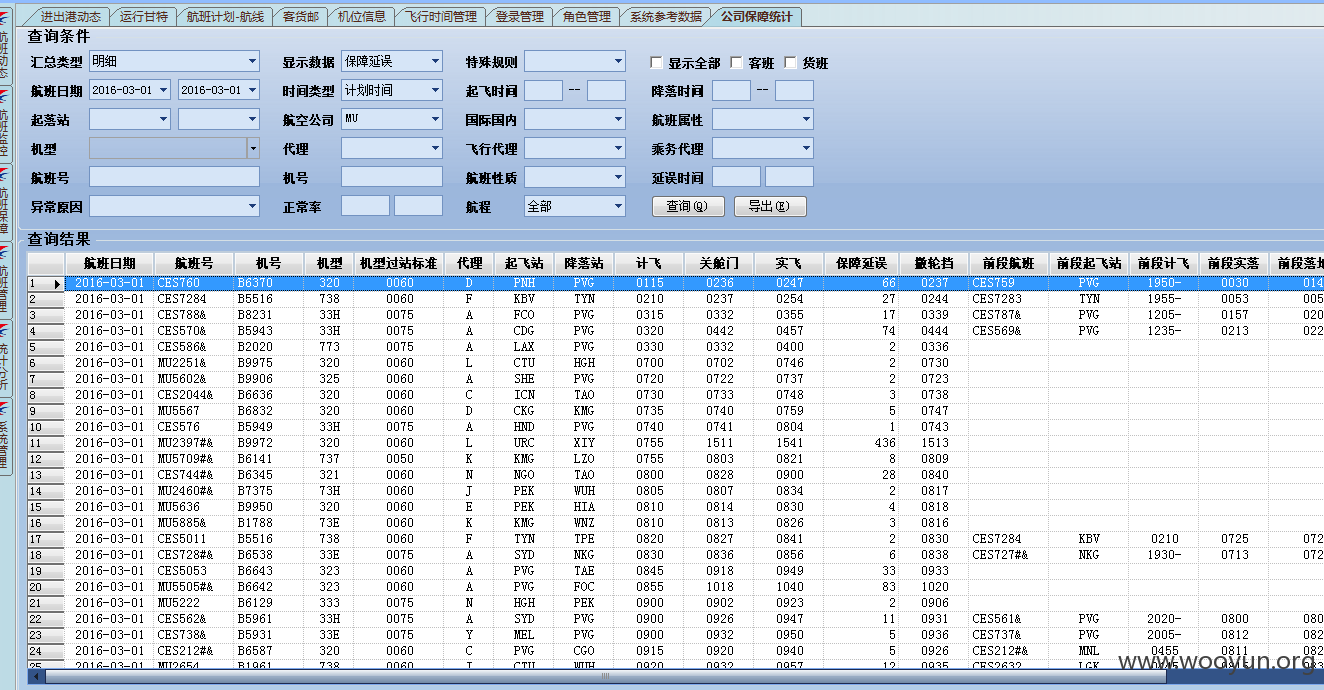 进出港动态 运行甘特 航班计划-航线 客货邮 机位信息 飞行时间管理 登录管理 角色管理 系统参考数据 公司保障统计
航班动态
航班监控
航班保障
航班管理
统计分析
系统管理
查询条件
汇总类型 明细 显示数据 保障延误 特殊规则 显示全部 客班 货班
航班日期 2016-03-01 2016-03-01 时间类型 计划时间 起飞时间 -- 降落时间 --
起落站 航空公司 MU 国际国内 航班属性
机型 代理 飞行代理 乘务代理
航班号 机号 航班性质 延误时间
异常原因 正常率 航程 全部 查询(Q) 导出(E)
查询结果
航班日期 航班号 机号 机型 机型过站标准 代理 起飞站 降落站 计飞 关舱门 实飞 保障延误 撤轮挡 前段航班 前段起飞站 前段计飞 前段实落 前段落地
1 2016-03-01 CES760 B6370 320 0060 D PNH PVG 0115 0236 0247 66 0237 CES759 PVG 1950- 0030 014
2 2016-03-01 CES7284 B5516 738 0060 F KBV TYN 0210 0237 0254 27 0244 CES7283 TYN 1955- 0053 005
3 2016-03-01 CES788& B8231 33H 0075 A FCO PVG 0315 0332 0355 17 0339 CES787& PVG 1205- 0157 020
4 2016-03-01 CES570& B5943 33H 0075 A CDG PVG 0320 0442 0457 74 0444 CES569& PVG 1235- 0213 022
5 2016-03-01 CES586& B2020 773 0075 A LAX PVG 0330 0332 0400 2 0336
6 2016-03-01 MU2251& B9975 320 0060 L CTU HGH 0700 0702 0746 2 0730
7 2016-03-01 MU5602& B9906 325 0060 A SHE PVG 0720 0722 0737 2 0723
8 2016-03-01 CES2044& B6636 320 0060 C ICN TAO 0730 0733 0748 3 0738
9 2016-03-01 MU5567 B6832 320 0060 D CKG KMG 0735 0740 0759 5 0747
10 2016-03-01 CES576 B5949 33H 0075 A HND PVG 0740 0741 0804 1 0743
11 2016-03-01 MU2397#& B9972 320 0060 L URC XIY 0755 1511 1541 436 1513
12 2016-03-01 MU5709#& B6141 737 0050 K KMG LZO 0755 0803 0821 8 0809
13 2016-03-01 CES744#& B6345 321 0060 N NGO TAO 0800 0828 0900 28 0840
14 2016-03-01 MU2460#& B7375 73H 0060 J PEK WUH 0805 0807 0834 2 0817
15 2016-03-01 MU5636 B9950 320 0060 E PEK HIA 0810 0814 0830 4 0818
16 2016-03-01 MU5885& B1788 73E 0060 K KMG WNZ 0810 0813 0826 3 0816
17 2016-03-01 CES5011 B5516 738 0060 F TYN TPE 0820 0827 0841 2 0830 CES7284 KBV 0210 0725 072
18 2016-03-01 CES728#& B6538 33E 0075 A SYD NKG 0830 0836 0856 6 0838 CES727#& NKG 1930- 0713 072
19 2016-03-01 CES5053 B6643 323 0060 A PVG TAE 0845 0918 0949 33 0933
20 2016-03-01 MU5505#& B6642 323 0060 A PVG FOC 0855 1018 1040 83 1020
21 2016-03-01 MU5222 B6129 333 0075 N HGH PEK 0900 0902 0923 2 0906
22 2016-03-01 CES562& B5961 33H 0075 A SYD PVG 0900 0926 0947 11 0931 CES561& PVG 2020- 0800 080
23 2016-03-01 CES738& B5931 33E 0075 Y MEL PVG 0900 0932 0950 5 0936 CES737& PVG 2005- 0812 082
24 2016-03-01 CES212#& B6587 320 0060 C PVG CGO 0915 0920 0940 5 0926 CES212#& MNL 0455 0811 082
25 2016-03-01 MU2654 B1961 738 0060 J CTU WUH 0920 0932 0957 12 0935 CES2632 LGK
www.wooyun.org